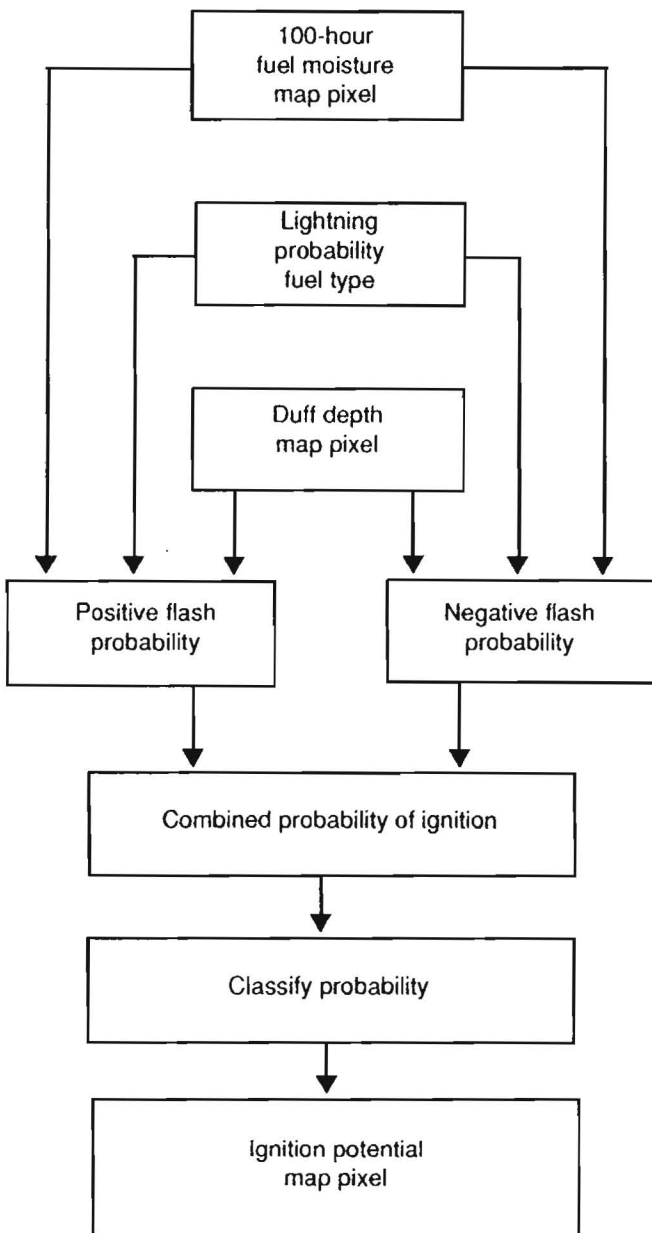 100-hour
fuel moisture
map pixel
Lightning
probability
fuel type
Duff depth
map pixel
Positive flash
probability
Negative flash
probability
Combined probability of ignition
Classify probability
Ignition potential
map pixel